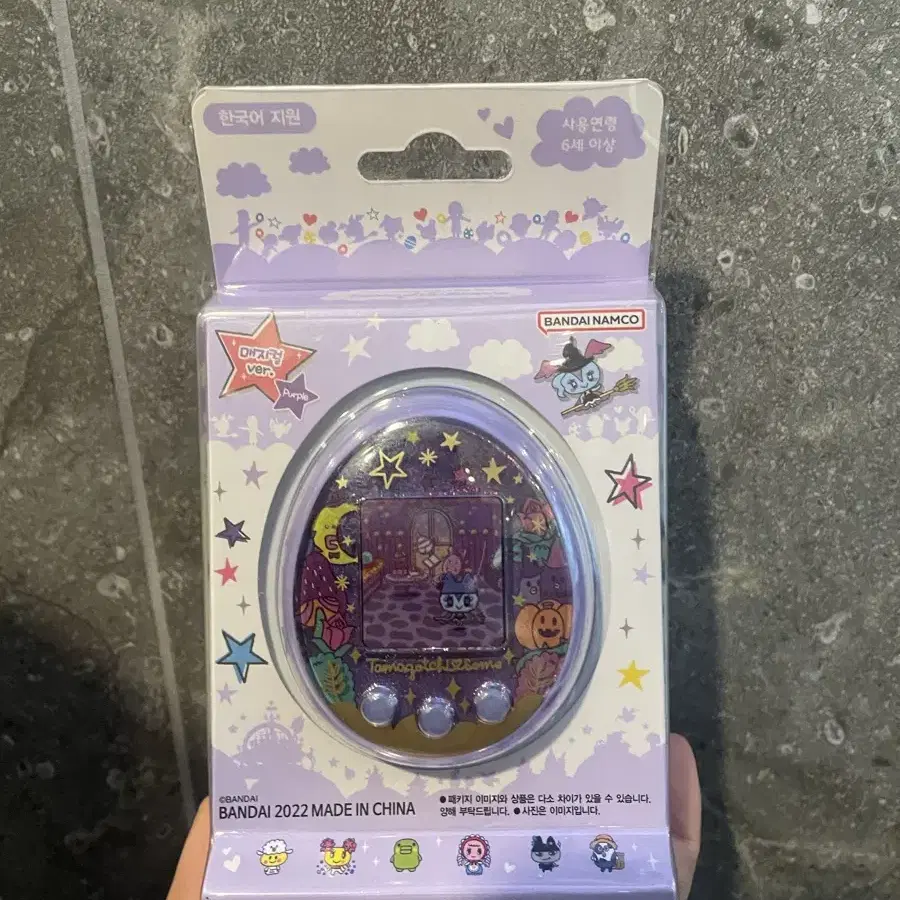 한국어 지원
사용연령
6세 이상
BANDAI NAMCO
매지컬
ver.
Purple
Tamagotchi Some
©BANDAI
BANDAI 2022 MADE IN CHINA
● 패키지 이미지와 상품은 다소 차이가 있을 수 있습니다.
양해 부탁드립니다. ● 사진은 이미지입니다.